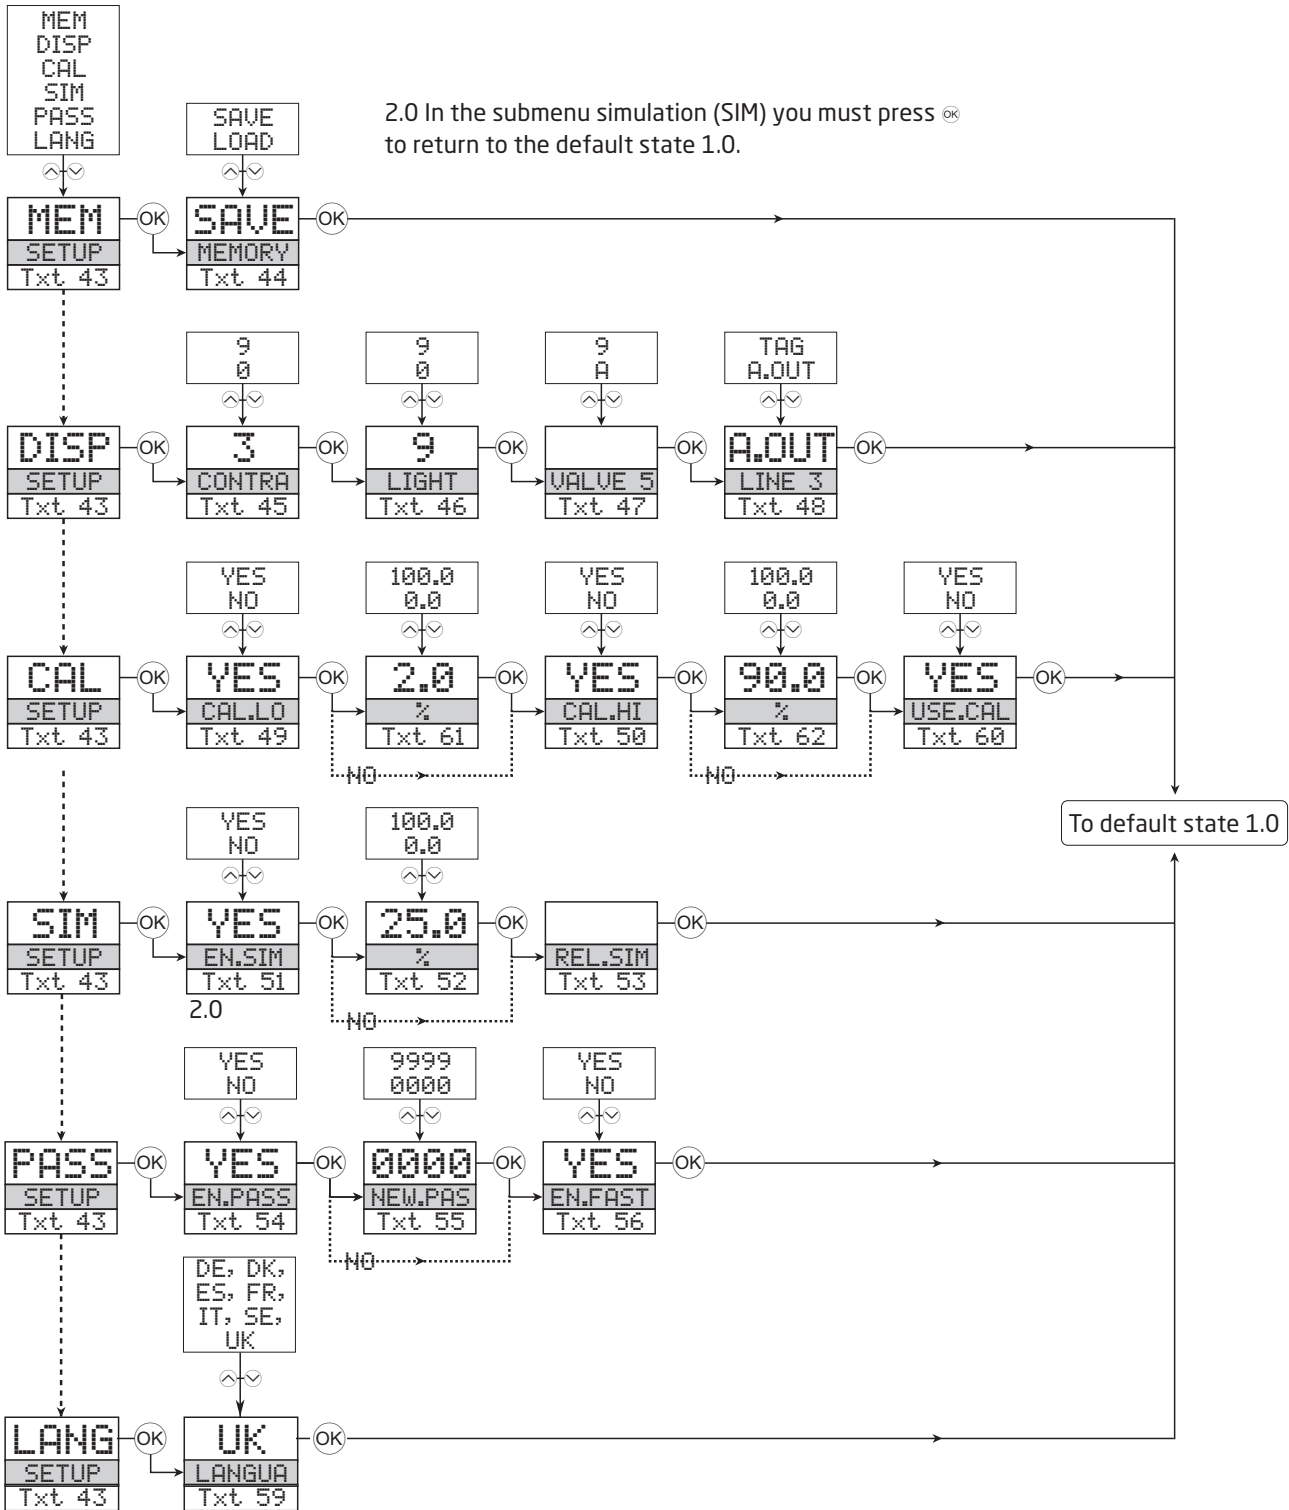 MEM
DISP
CAL
SIM
PASS
LANG
SAVE
LOAD
2.0 In the submenu simulation (SIM) you must press OK
to return to the default state 1.0.
MEM OK SAVE OK
SETUP MEMORY
Txt 43 Txt 44
9 9 9 TAG
0 0 A A.OUT
DISP OK 3 OK 9 OK OK A.OUT OK
SETUP CONTRA LIGHT VALVE 5 LINE 3
Txt 43 Txt 45 Txt 46 Txt 47 Txt 48
YES 100.0 YES 100.0 YES
NO 0.0 NO 0.0 NO
CAL OK YES OK 2.0 OK YES OK 90.0 OK YES OK
SETUP CAL.LO % CAL.HI % USE.CAL
Txt 43 Txt 49 Txt 61 Txt 50 Txt 62 Txt 60
NO NO
To default state 1.0
YES 100.0
NO 0.0
SIM OK YES OK 25.0 OK OK
SETUP EN.SIM % REL.SIM
Txt 43 Txt 51 Txt 52 Txt 53
2.0
NO
YES 9999 YES
NO 0000 NO
PASS OK YES OK 0000 OK YES OK
SETUP EN.PASS NEW.PAS EN.FAST
Txt 43 Txt 54 Txt 55 Txt 56
NO
DE, DK,
ES, FR,
IT, SE,
UK
LANG OK UK OK
SETUP LANGUA
Txt 43 Txt 59